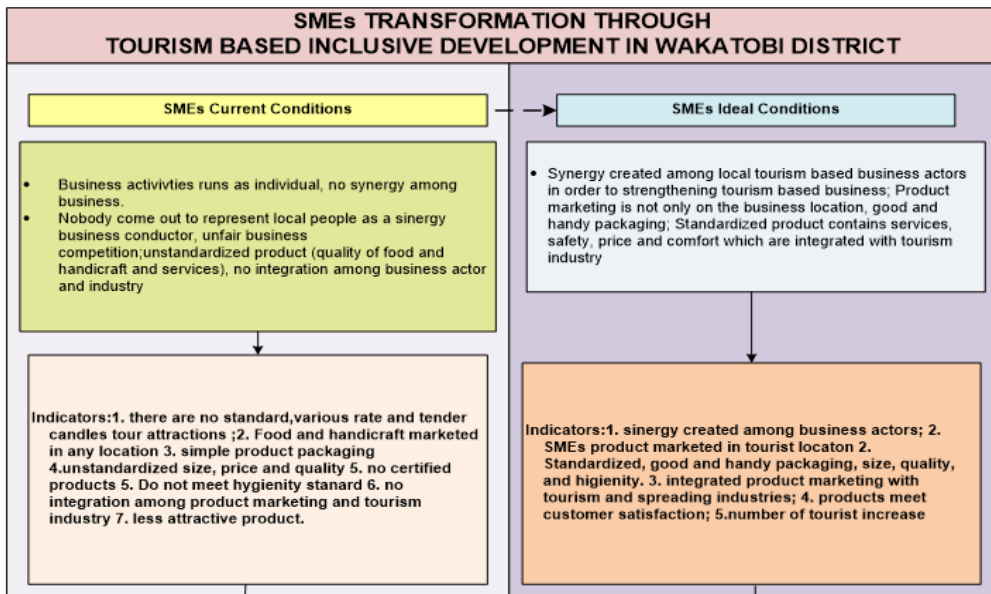 SMEs TRANSFORMATION THROUGH
TOURISM BASED INCLUSIVE DEVELOPMENT IN WAKATOBI DISTRICT
SMEs Current Conditions
• Business activivties runs as individual, no synergy among
business.
• Nobody come out to represent local people as a sinergy
business conductor, unfair business
competition;unstandardized product (quality of food and
handicraft and services), no integration among business actor
and industry
Indicators:1. there are no standard,various rate and tender
candles tour attractions ;2. Food and handicraft marketed
in any location 3. simple product packaging
4.unstandardized size, price and quality 5. no certified
products 5. Do not meet hygienity stanard 6. no
integration among product marketing and tourism
industry 7. less attractive product.
SMEs Ideal Conditions
• Synergy created among local tourism based business actors
in order to strengthening tourism based business; Product
marketing is not only on the business location, good and
handy packaging; Standardized product contains services,
safety, price and comfort which are integrated with tourism
industry
Indicators:1. sinergy created among business actors; 2.
SMEs product marketed in tourist locaton 2.
Standardized, good and handy packaging, size, quality,
and higienity. 3. integrated product marketing with
tourism and spreading industries; 4. products meet
customer satisfaction; 5.number of tourist increase